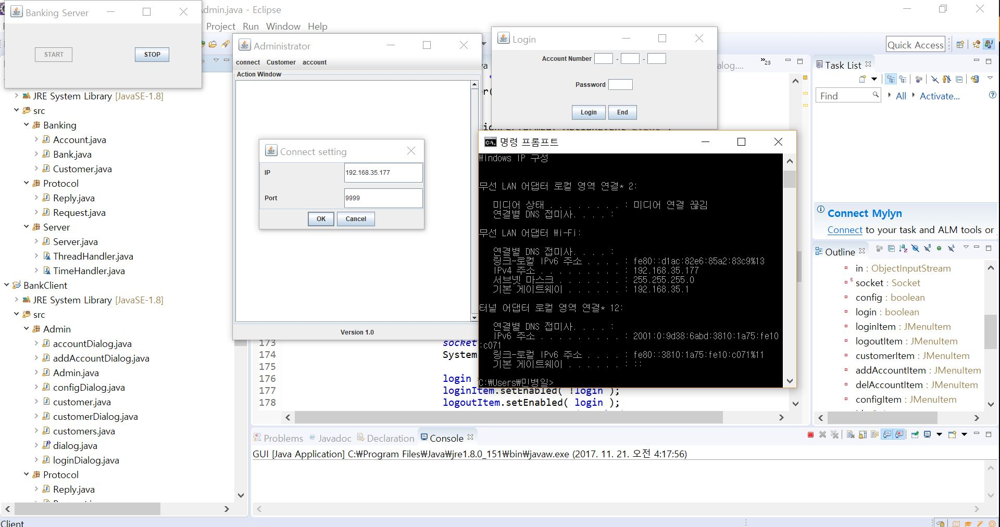 Banking Server
START
STOP
Admin.java - Eclipse
Project Run Window Help
Quick Access
Administrator
connect Customer account
Action Window
Version 1.0
Connect setting
IP
192.168.35.177
Port
9999
OK
Cancel
Login
Account Number - -
Password
Login
End
명령 프롬프트
Windows IP 구성
무선 LAN 어댑터 로컬 영역 연결* 2:
미디어 상태 . . . . . . . . : 미디어 연결 끊김
연결별 DNS 접미사. . . . :
무선 LAN 어댑터 Wi-Fi:
연결별 DNS 접미사. . . . :
링크-로컬 IPv6 주소 . . . . : fe80::d1ac:82e6:85a2:83c9%13
IPv4 주소 . . . . . . . . . : 192.168.35.177
서브넷 마스크 . . . . . . . : 255.255.255.0
기본 게이트웨이 . . . . . . : 192.168.35.1
터널 어댑터 로컬 영역 연결* 12:
연결별 DNS 접미사. . . . :
IPv6 주소 . . . . . . . . . : 2001:0:9d38:6abd:3810:1a75:fe10
:c071
링크-로컬 IPv6 주소 . . . . : fe80::3810:1a75:fe10:c071%11
기본 게이트웨이 . . . . . . : ::
C:₩Users₩민병일>
JRE System Library [JavaSE-1.8]
src
Banking
Account.java
Bank.java
Customer.java
Protocol
Reply.java
Request.java
Server
Server.java
ThreadHandler.java
TimeHandler.java
BankClient
JRE System Library [JavaSE-1.8]
src
Admin
accountDialog.java
addAccountDialog.java
Admin.java
configDialog.java
customer.java
customerDialog.java
customers.java
dialog.java
loginDialog.java
Protocol
Reply.java
Client
alog....
»23
173 socket
174 System
175
176 login
177 loginItem.setEnabled( !login );
178 logoutItem.setEnabled( login );
Task List
Find
All
Activate...
Connect Mylyn
Connect to your task and ALM tools or
Outline
in : ObjectInputStream
socket : Socket
config : boolean
login : boolean
loginItem : JMenuItem
logoutItem : JMenuItem
customerItem : JMenuItem
addAccountItem : JMenuItem
delAccountItem : JMenuItem
configItem : JMenuItem
Problems Javadoc Declaration Console
GUI [Java Application] C:₩Program Files₩Java₩jre1.8.0_151₩bin₩javaw.exe (2017. 11. 21. 오전 4:17:56)